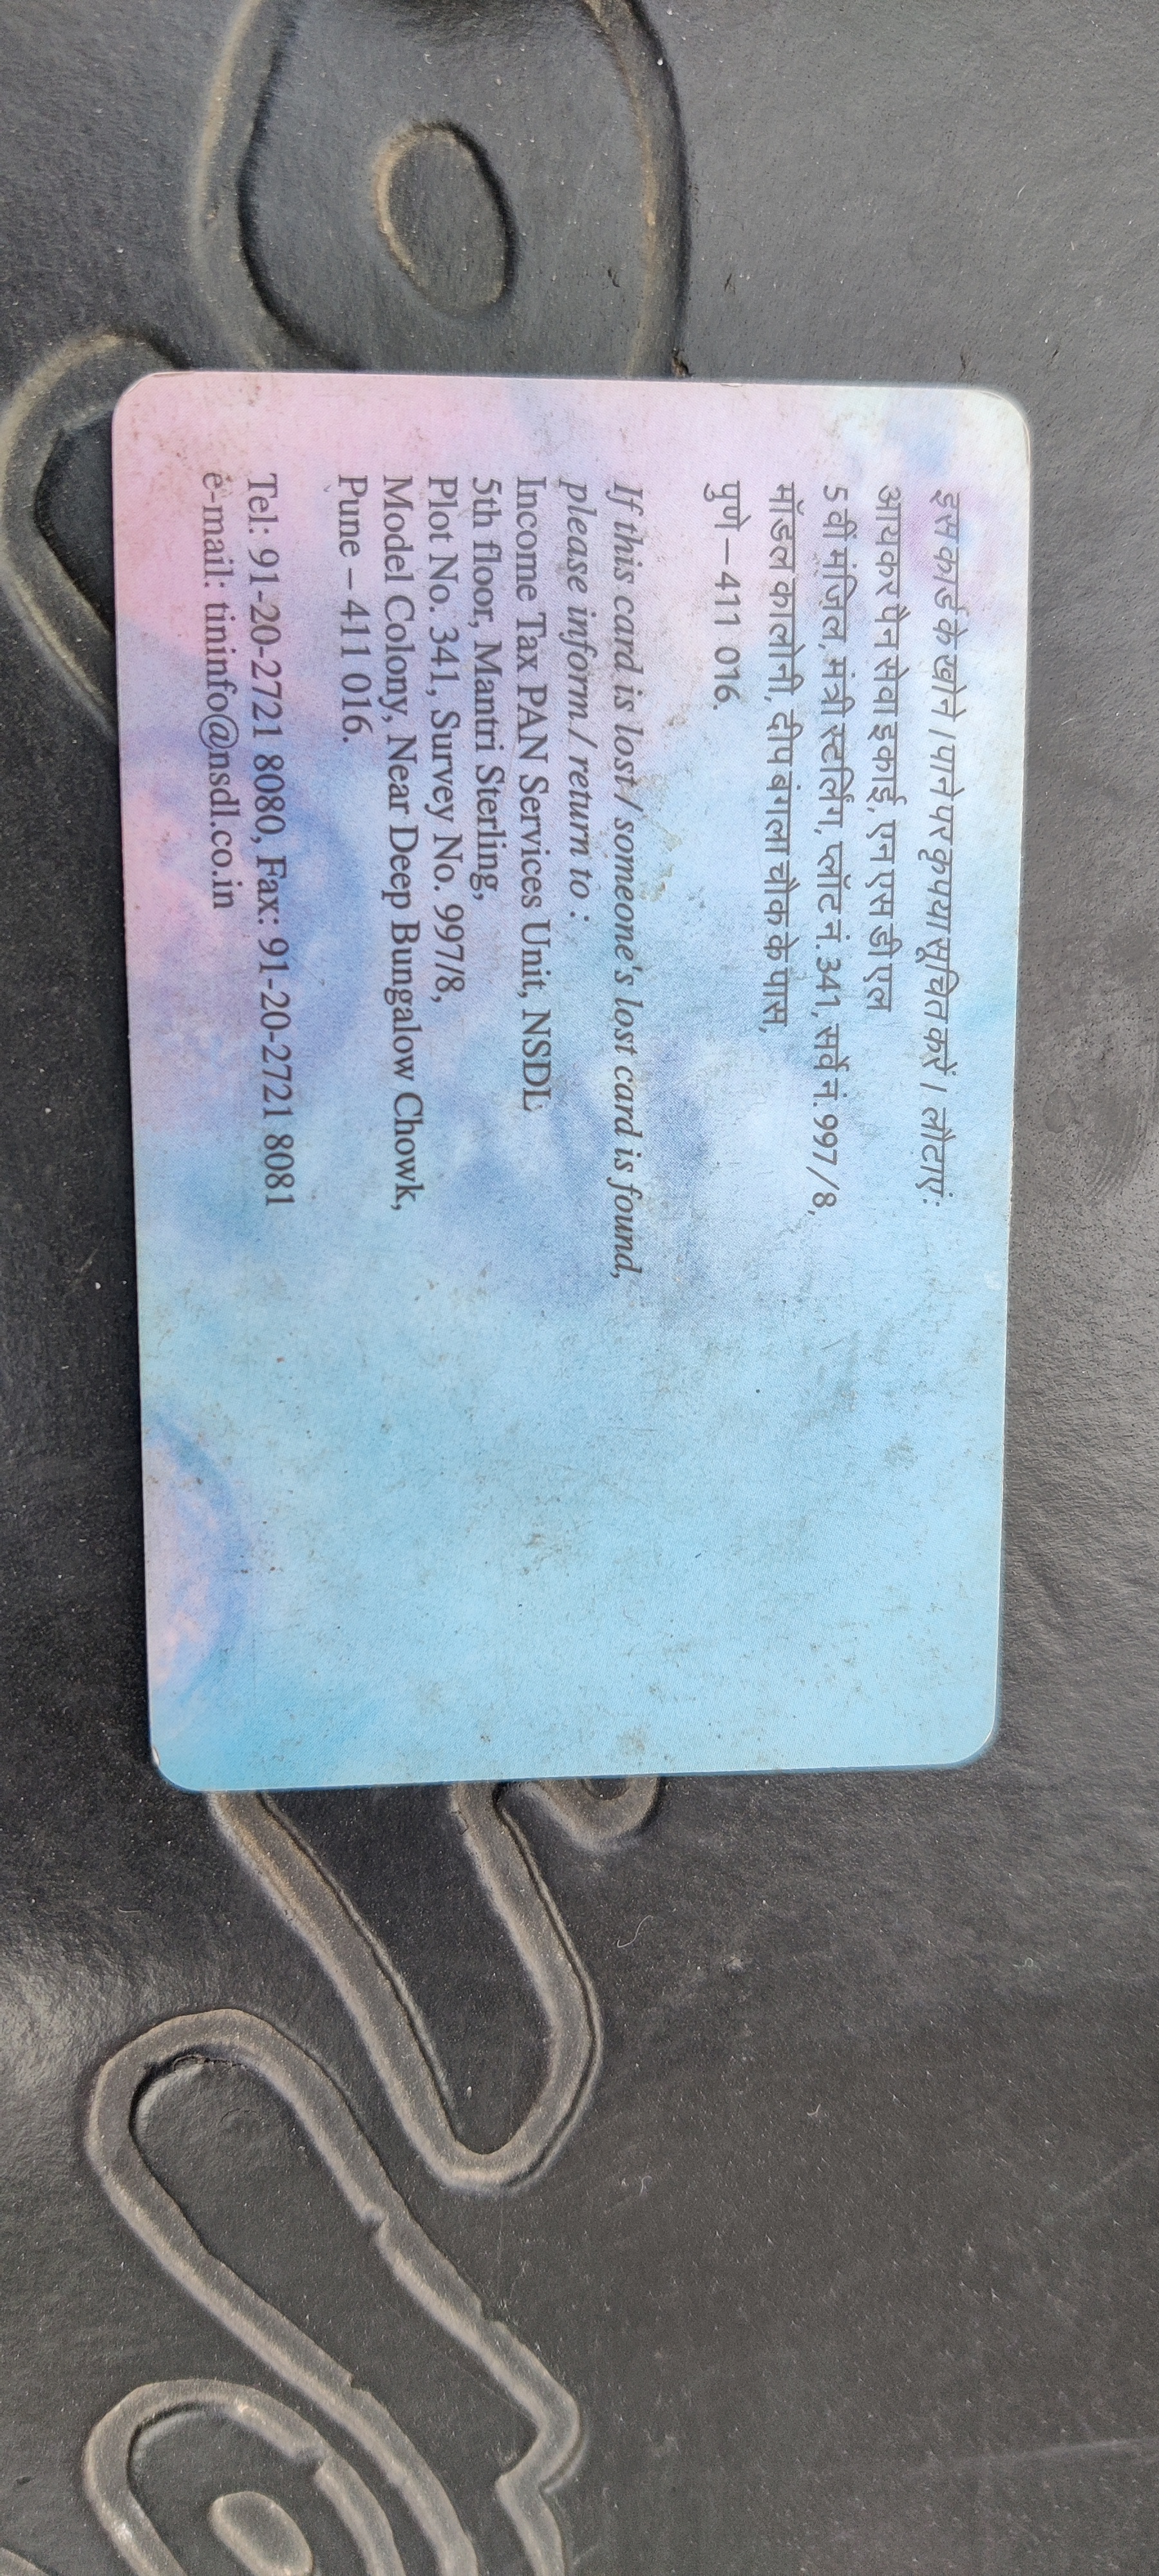 इस कार्ड के खोने / पाने पर कृपया सूचित करें / लौटाएं :
आयकर पैन सेवा इकाई, एन एस डी एल
5 वीं मंज़िल, मंत्री स्टर्लिंग, प्लॉट नं. 341, सर्वे नं. 997 / 8,
मॉडल कालोनी, दीप बंगला चौक के पास,
पुणे – 411 016.
If this card is lost / someone's lost card is found,
please inform / return to :
Income Tax PAN Services Unit, NSDL
5th floor, Mantri Sterling,
Plot No. 341, Survey No. 997/8,
Model Colony, Near Deep Bungalow Chowk,
Pune – 411 016.
Tel: 91-20-2721 8080, Fax: 91-20-2721 8081
e-mail: tininfo@nsdl.co.in